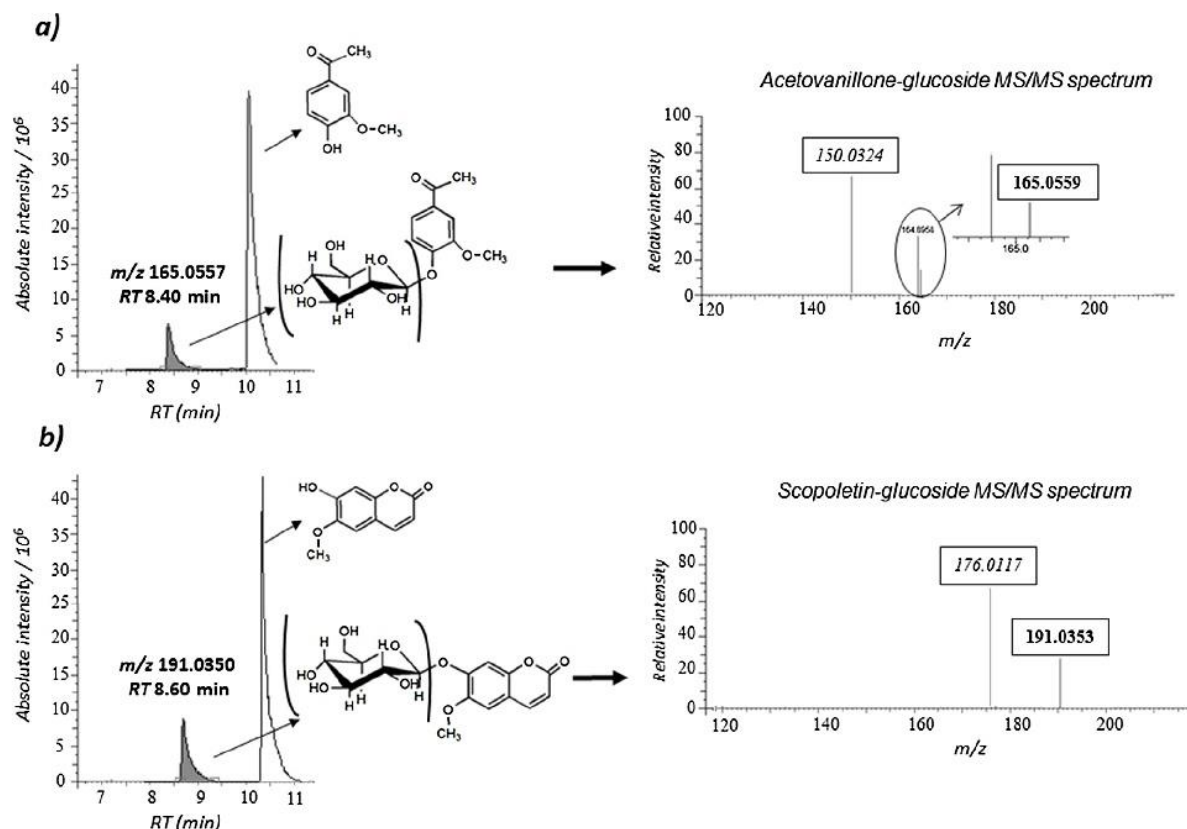 a)
Absolute intensity / 10⁶
40
35
30
25
20
15
10
5
0
7 8 9 10 11
RT (min)
m/z 165.0557
RT 8.40 min
O CH₃
O-CH₃
OH
O CH₃
O-CH₃
OH
H HO O
HO
HO OH H
H H
Acetovanillone-glucoside MS/MS spectrum
Relative intensity
100
80
60
40
20
0
120 140 160 180 200
m/z
150.0324
165.0559
165.0
b)
Absolute intensity / 10⁶
40
35
30
25
20
15
10
5
0
7 8 9 10 11
RT (min)
m/z 191.0350
RT 8.60 min
HO O O
O
CH₃
OH
H HO O O O
HO
HO OH H
H H O
CH₃
Scopoletin-glucoside MS/MS spectrum
Relative intensity
100
80
60
40
20
0
120 140 160 180 200
m/z
176.0117
191.0353